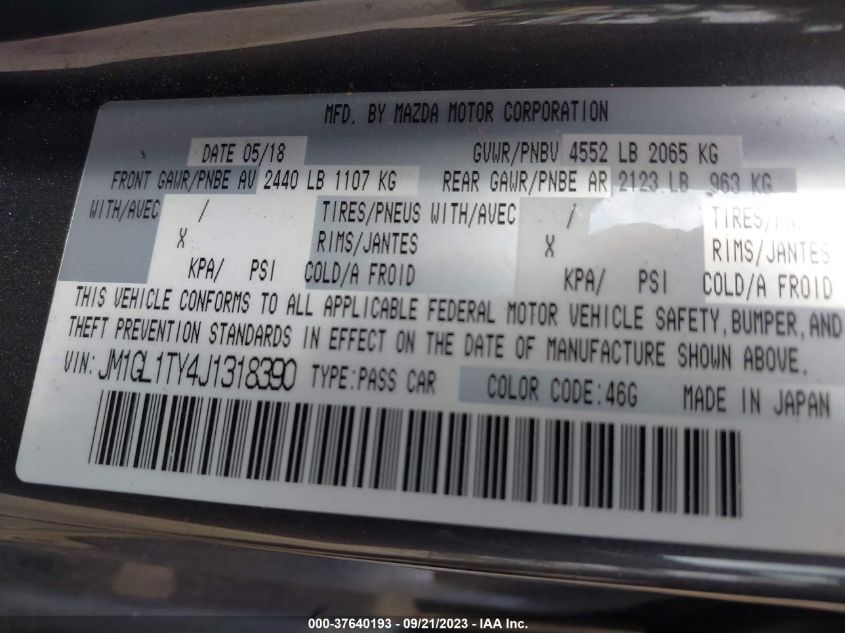 MFD. BY MAZDA MOTOR CORPORATION
DATE 05/18 GVWR/PNBV 4552 LB 2065 KG
FRONT GAWR/PNBE AV 2440 LB 1107 KG REAR GAWR/PNBE AR 2123 LB 963 KG
WITH/AVEC / TIRES/PNEUS WITH/AVEC /
X RIMS/JANTES X RIMS/JANTES
KPA/ PSI COLD/A FROID KPA/ PSI COLD/A FROID
THIS VEHICLE CONFORMS TO ALL APPLICABLE FEDERAL MOTOR VEHICLE SAFETY, BUMPER, AND
THEFT PREVENTION STANDARDS IN EFFECT ON THE DATE OF MANUFACTURE SHOWN ABOVE.
VIN: JM1GL1TY4J1318390 TYPE:PASS CAR COLOR CODE:46G MADE IN JAPAN
000-37640193 - 09/21/2023 - IAA Inc.